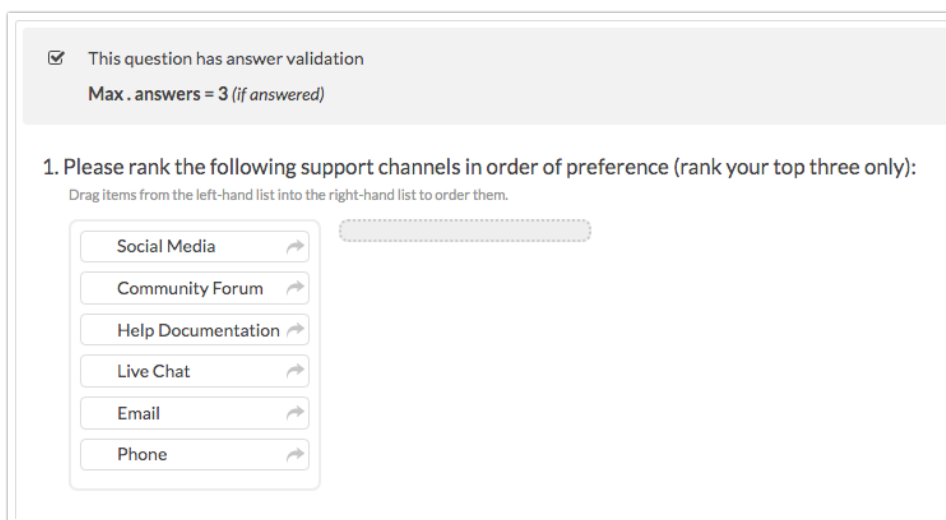 This question has answer validation
Max. answers = 3 (if answered)
1. Please rank the following support channels in order of preference (rank your top three only):
Drag items from the left-hand list into the right-hand list to order them.
Social Media
Community Forum
Help Documentation
Live Chat
Email
Phone